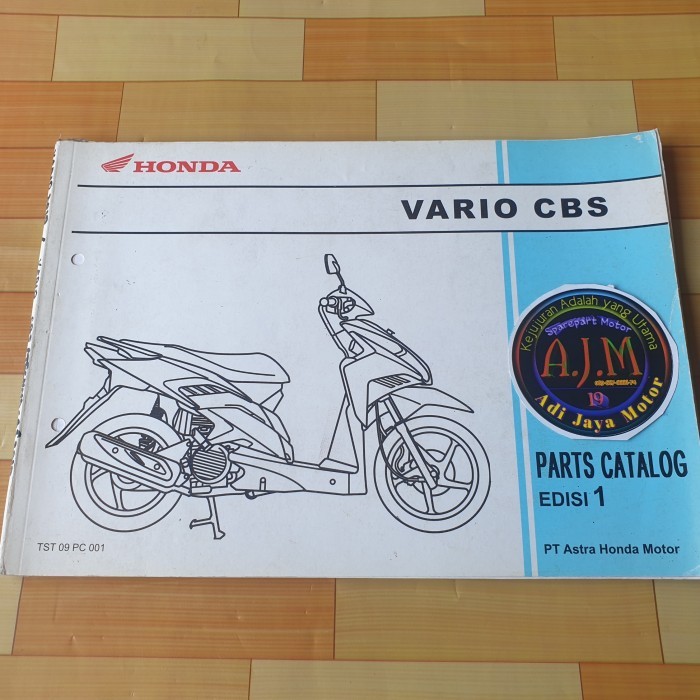 HONDA
VARIO CBS
Kejujuran Adalah yang Utama
Sparepart Motor
A.J.M
19
Adi Jaya Motor
PARTS CATALOG
EDISI 1
TST 09 PC 001
PT Astra Honda Motor